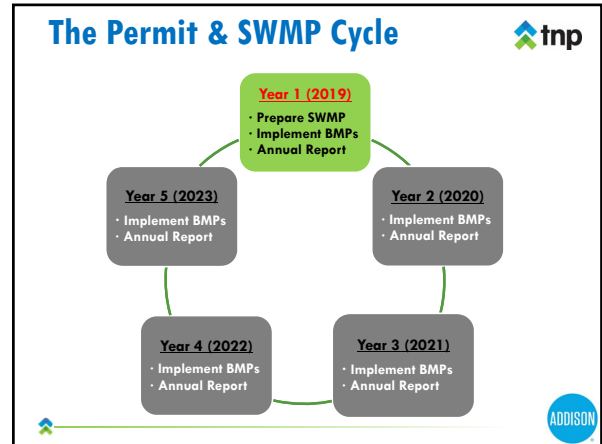 The Permit & SWMP Cycle
tnp
Year 1 (2019)
· Prepare SWMP
· Implement BMPs
· Annual Report
Year 2 (2020)
· Implement BMPs
· Annual Report
Year 3 (2021)
· Implement BMPs
· Annual Report
Year 4 (2022)
· Implement BMPs
· Annual Report
Year 5 (2023)
· Implement BMPs
· Annual Report
ADDISON